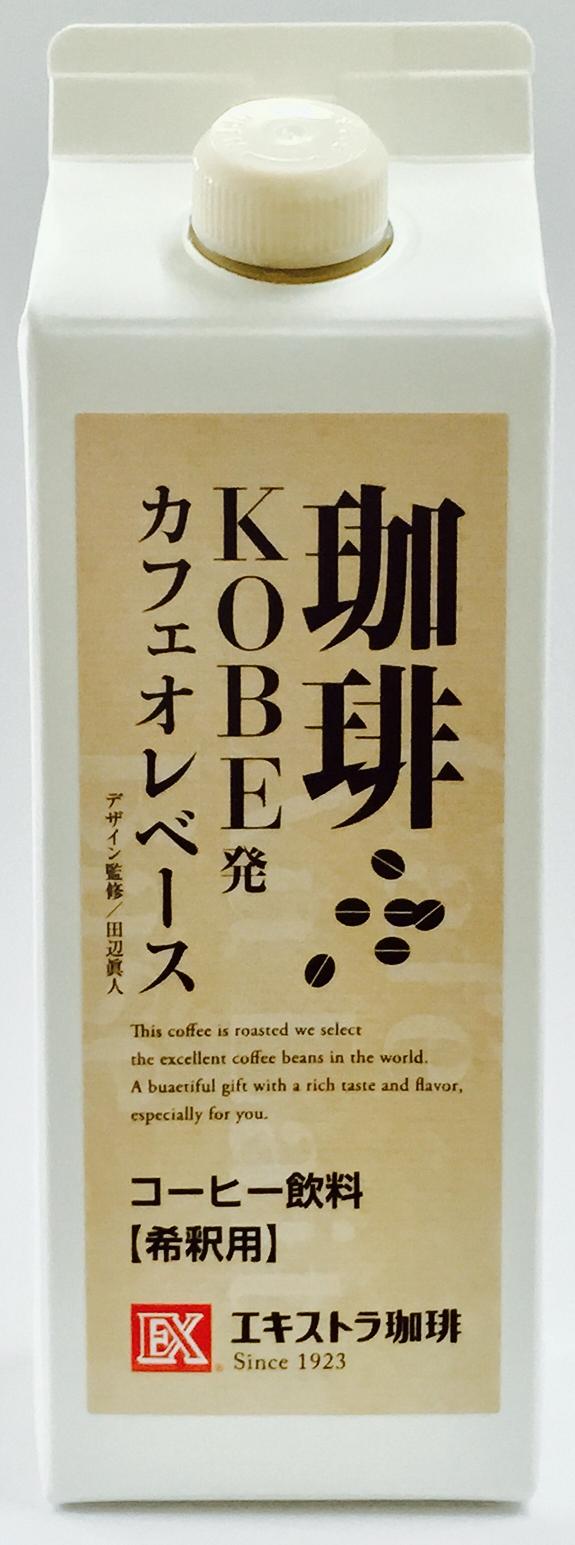 珈琲
KOBE発
カフェオレベース
デザイン監修／田辺眞人
This coffee is roasted we select
the excellent coffee beans in the world.
A buaetiful gift with a rich taste and flavor,
especially for you.
コーヒー飲料
【希釈用】
EX
エキストラ珈琲
Since 1923